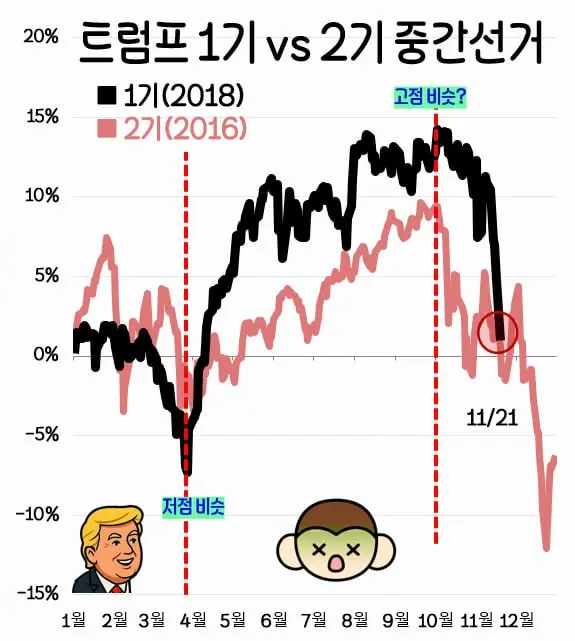 트럼프 1기 vs 2기 중간선거
1기(2018)
2기(2016)
고점 비슷?
20%
15%
10%
5%
0%
-5%
-10%
-15%
11/21
저점 비슷
1월 2월 3월 4월 5월 6월 7월 8월 9월 10월 11월 12월